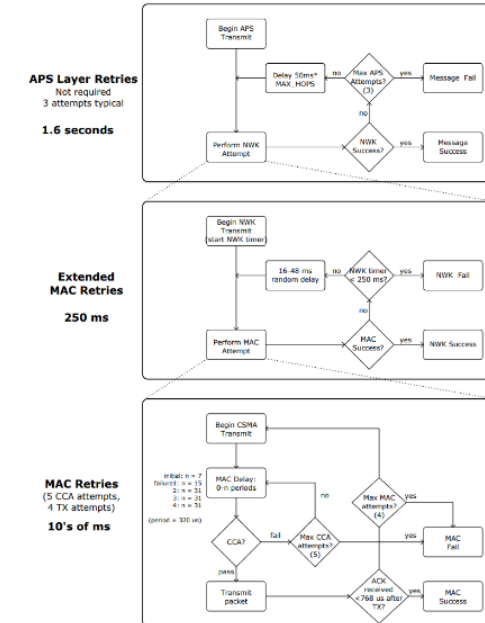 APS Layer Retries
Not required
3 attempts typical
1.6 seconds
Begin APS
Transmit
Delay 50ms*
MAX_HOPS
no
Max APS
Attempts?
(3)
yes
Message Fail
no
Perform NWK
Attempt
NWK
Success?
yes
Message
Success
Extended
MAC Retries
250 ms
Begin NWK
Transmit
(start NWK timer)
16-48 ms
random delay
no
NWK timer
< 250 ms?
yes
NWK Fail
no
Perform MAC
Attempt
MAC
Success?
yes
NWK Success
MAC Retries
(5 CCA attempts,
4 TX attempts)
10's of ms
Begin CSMA
Transmit
initial: n = 7
failure1: n = 15
2: n = 31
3: n = 31
4: n = 31
(period = 320 us)
MAC Delay:
0-n periods
no
Max MAC
attempts?
(4)
yes
CCA?
fail
Max CCA
attempts?
(5)
yes
MAC
Fail
pass
Transmit
packet
ACK
received
<768 us after
TX?
yes
MAC
Success